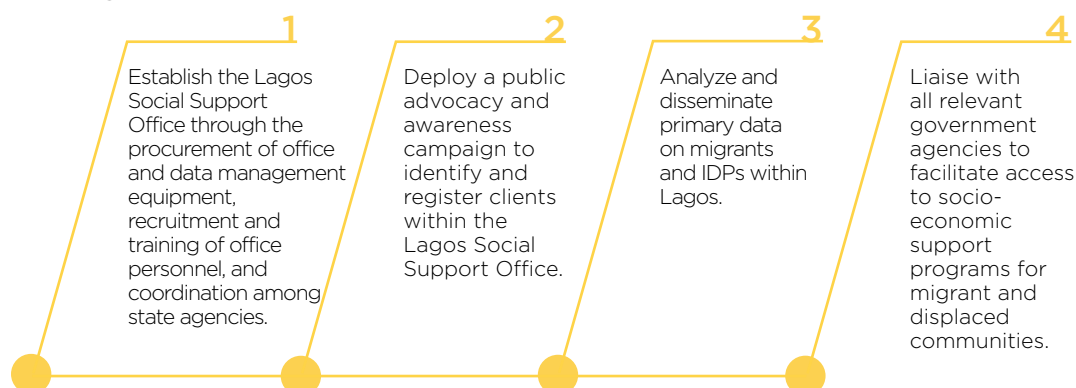 1
Establish the Lagos
Social Support
Office through the
procurement of office
and data management
equipment,
recruitment and
training of office
personnel, and
coordination among
state agencies.
2
Deploy a public
advocacy and
awareness
campaign to
identify and
register clients
within the
Lagos Social
Support Office.
3
Analyze and
disseminate
primary data
on migrants
and IDPs within
Lagos.
4
Liaise with
all relevant
government
agencies to
facilitate access
to socio-
economic
support
programs for
migrant and
displaced
communities.